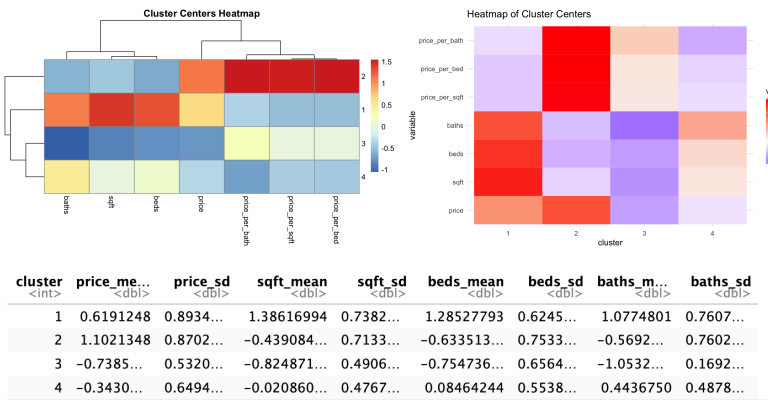 Cluster Centers Heatmap
1.5
1
0.5
0
-0.5
-1
2
1
3
4
baths
sqft
beds
price
price_per_bath
price_per_sqft
price_per_bed
Heatmap of Cluster Centers
variable
price_per_bath
price_per_bed
price_per_sqft
baths
beds
sqft
price
1 2 3 4
cluster
v
cluster price_me... price_sd sqft_mean sqft_sd beds_mean beds_sd baths_m... baths_sd
<int> <dbl> <dbl> <dbl> <dbl> <dbl> <dbl> <dbl> <dbl>
1 0.6191248 0.8934... 1.38616994 0.7382... 1.28527793 0.6245... 1.0774801 0.7607...
2 1.1021348 0.8702... -0.439084... 0.7133... -0.633513... 0.7533... -0.5692... 0.7602...
3 -0.7385... 0.5320... -0.824871... 0.4906... -0.754736... 0.6564... -1.0532... 0.1692...
4 -0.3430... 0.6494... -0.020860... 0.4767... 0.08464244 0.5538... 0.4436750 0.4878...